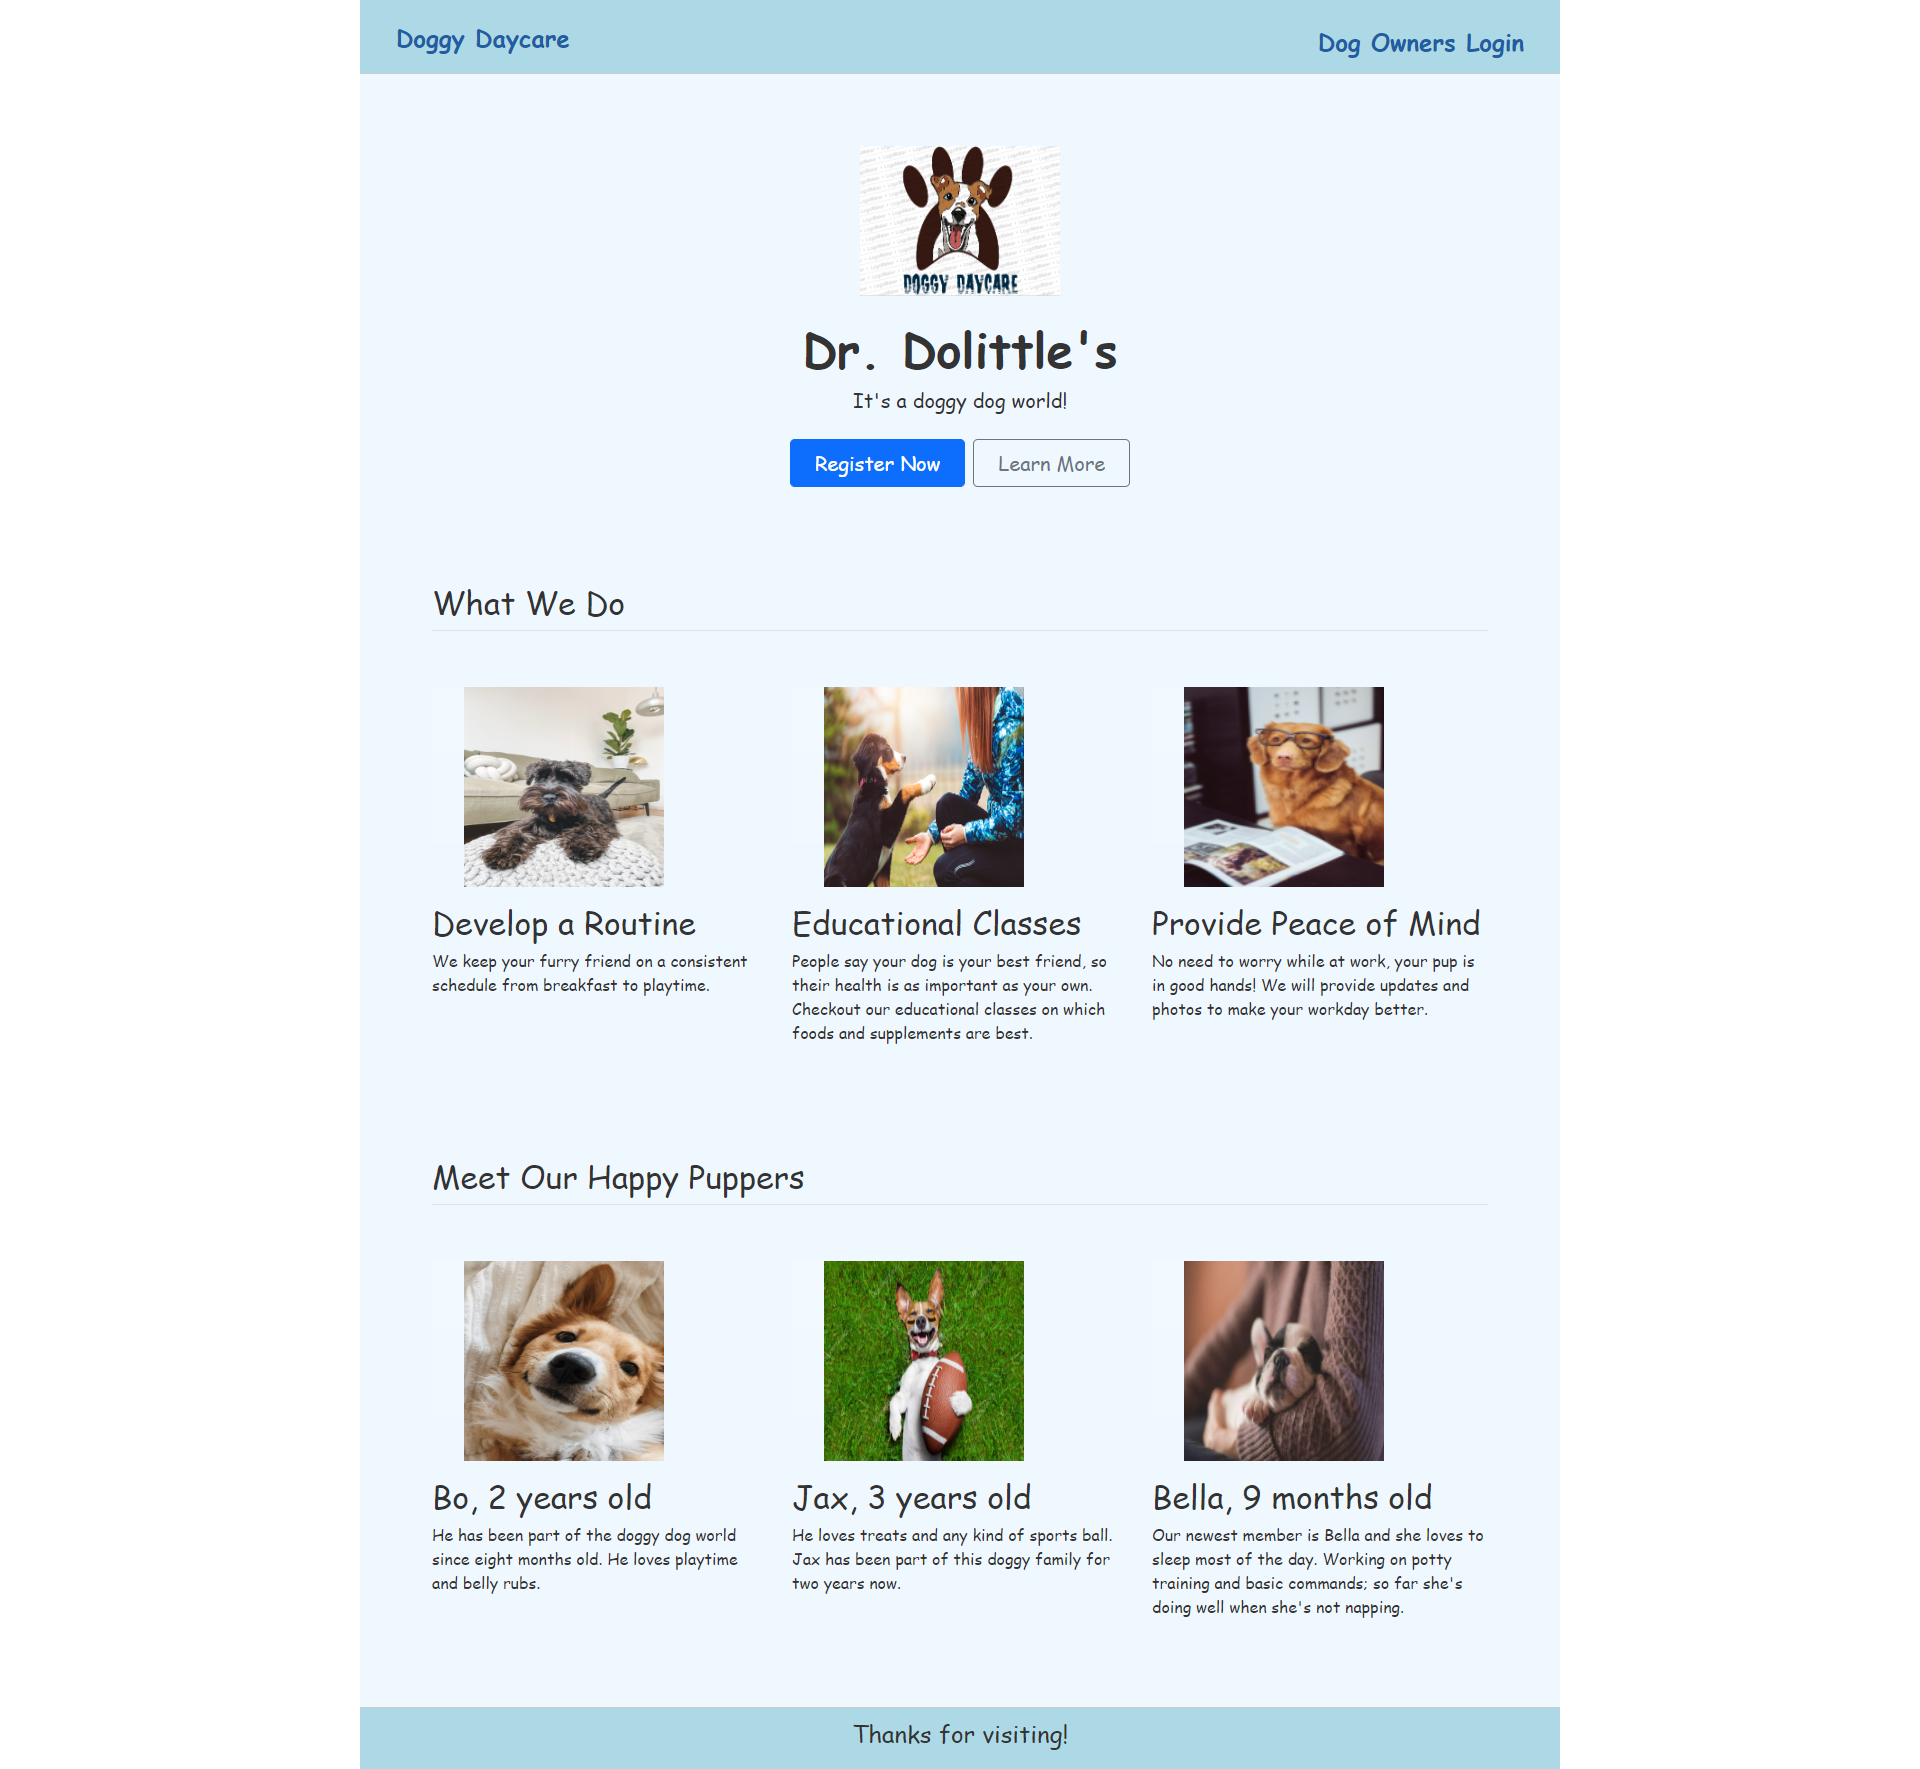 Doggy Daycare
Dog Owners Login
DOGGY DAYCARE
Dr. Dolittle's
It's a doggy dog world!
Register Now
Learn More
What We Do
Develop a Routine
We keep your furry friend on a consistent
schedule from breakfast to playtime.
Educational Classes
People say your dog is your best friend, so
their health is as important as your own.
Checkout our educational classes on which
foods and supplements are best.
Provide Peace of Mind
No need to worry while at work, your pup is
in good hands! We will provide updates and
photos to make your workday better.
Meet Our Happy Puppers
Bo, 2 years old
He has been part of the doggy dog world
since eight months old. He loves playtime
and belly rubs.
Jax, 3 years old
He loves treats and any kind of sports ball.
Jax has been part of this doggy family for
two years now.
Bella, 9 months old
Our newest member is Bella and she loves to
sleep most of the day. Working on potty
training and basic commands; so far she's
doing well when she's not napping.
Thanks for visiting!